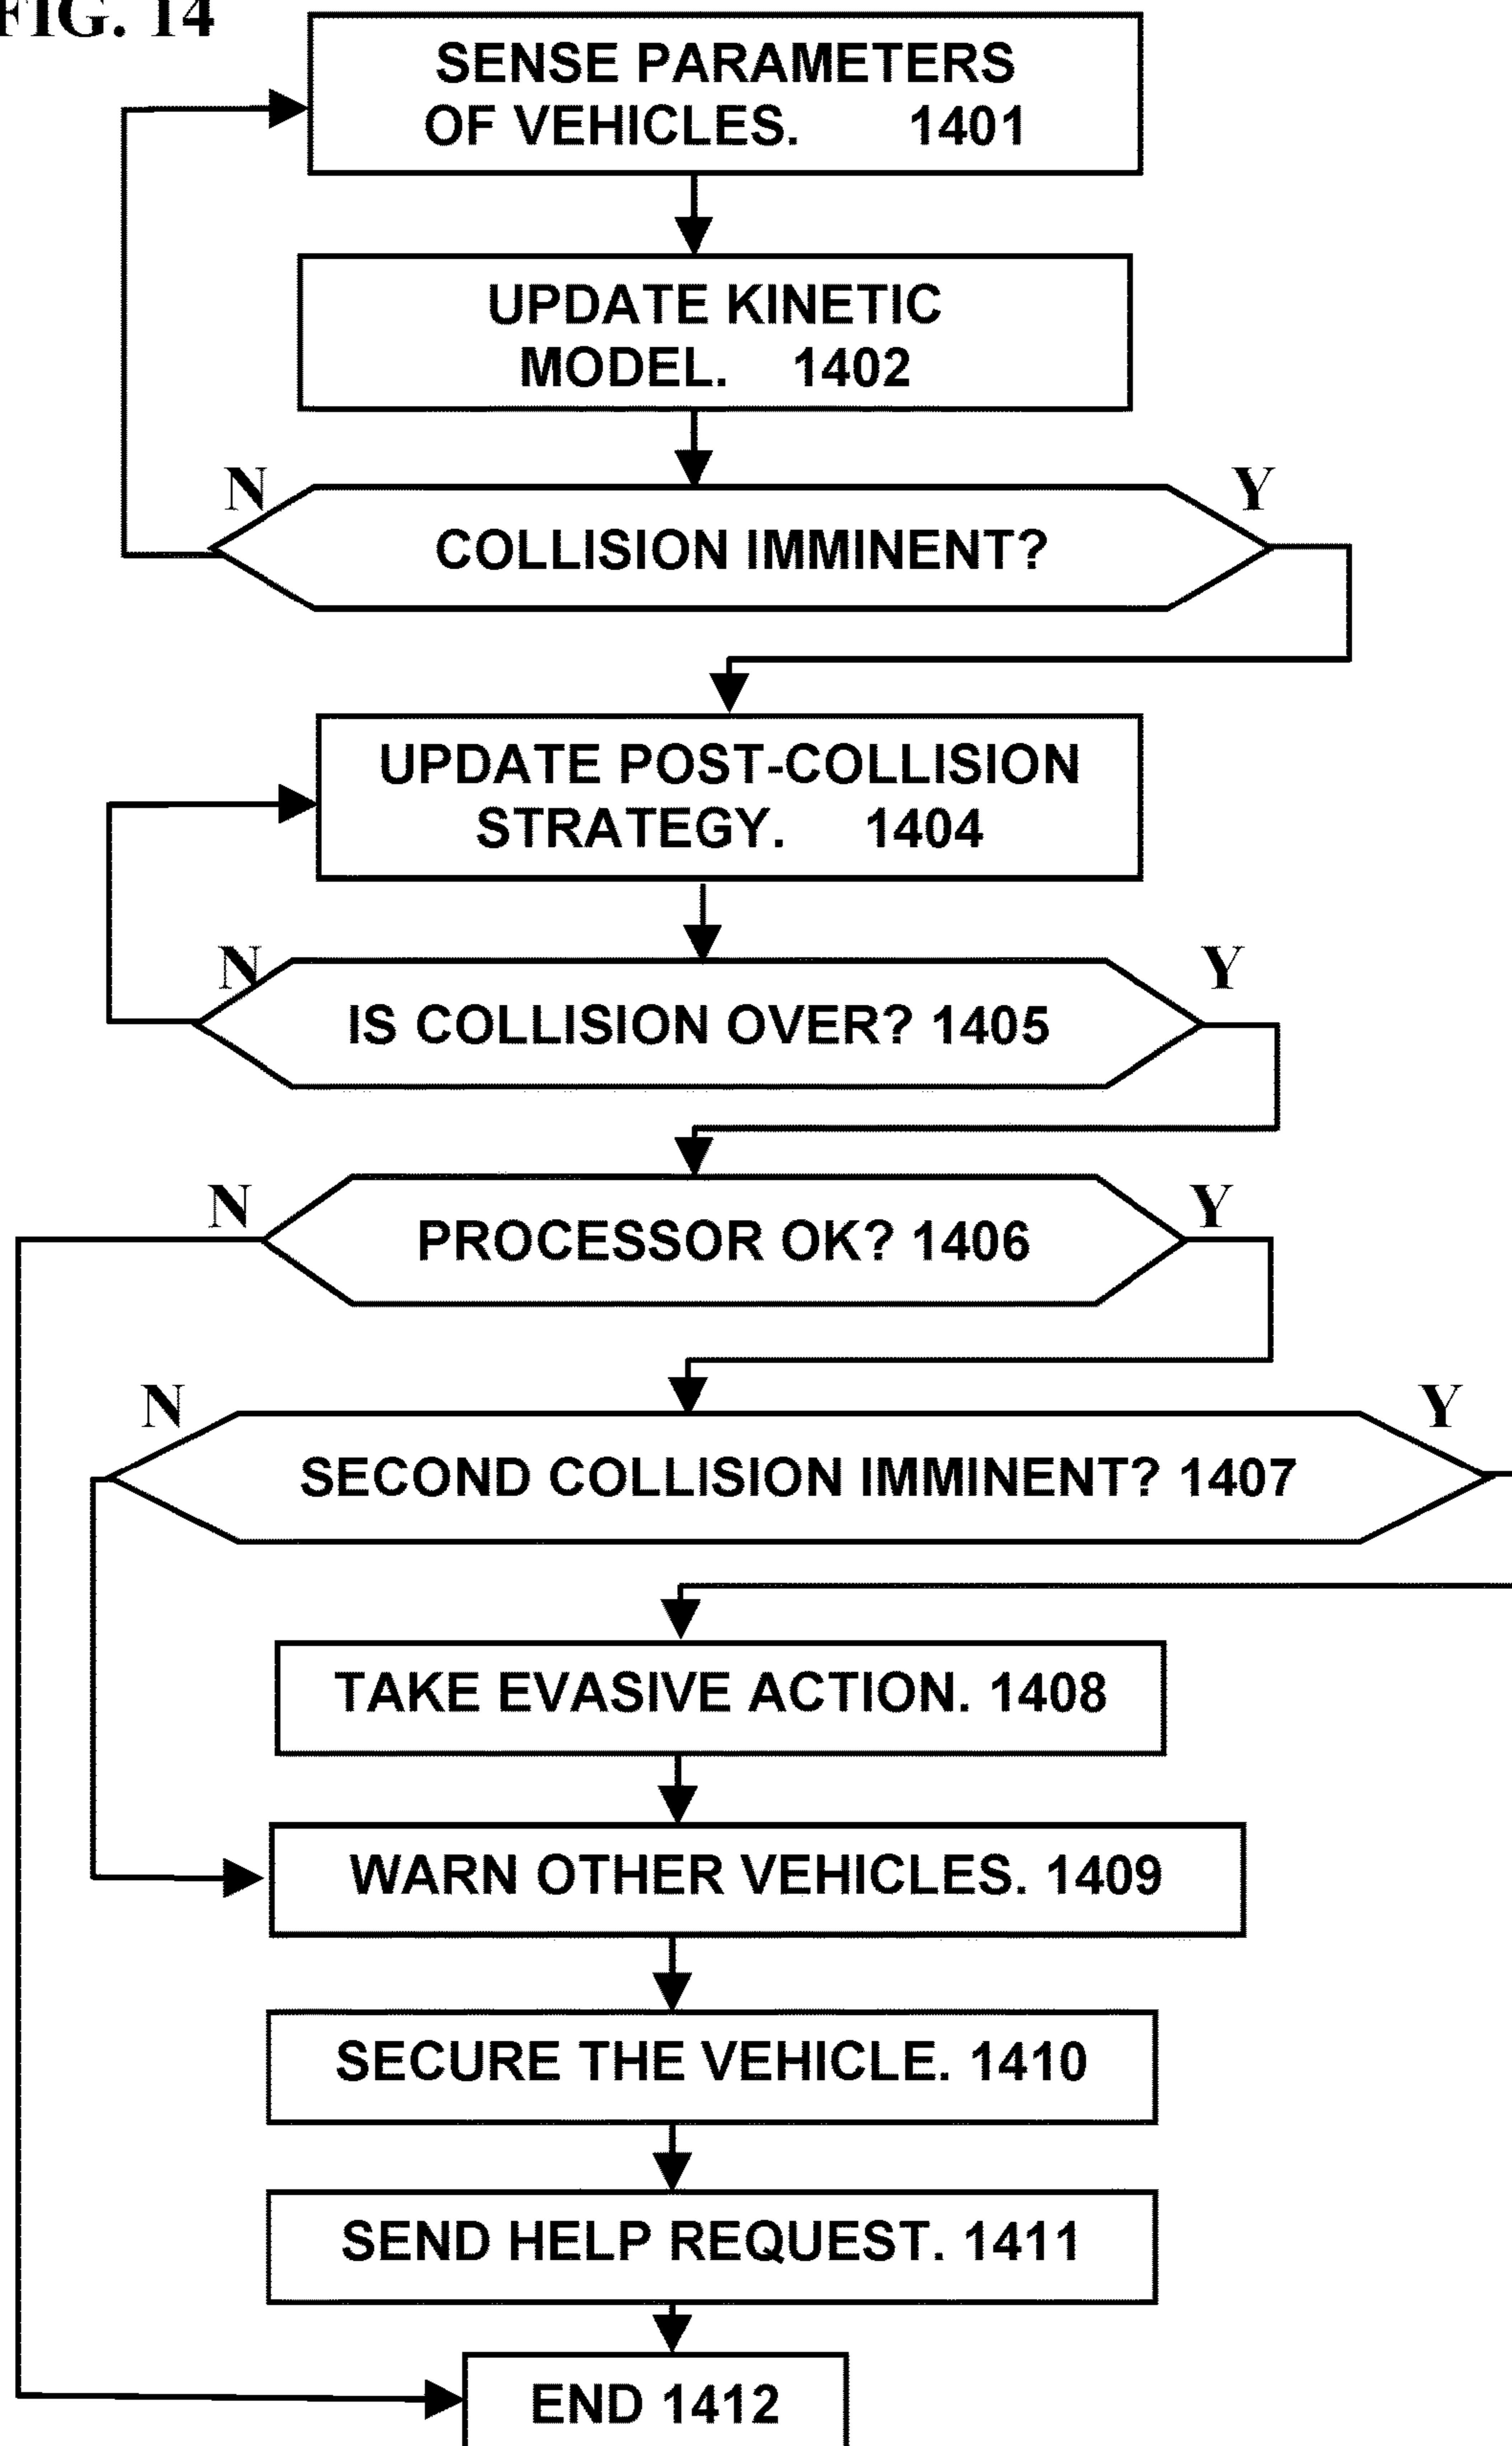 FIG. 14
SENSE PARAMETERS
OF VEHICLES. 1401
UPDATE KINETIC
MODEL. 1402
N
Y
COLLISION IMMINENT?
UPDATE POST-COLLISION
STRATEGY. 1404
N
Y
IS COLLISION OVER? 1405
N
Y
PROCESSOR OK? 1406
N
Y
SECOND COLLISION IMMINENT? 1407
TAKE EVASIVE ACTION. 1408
WARN OTHER VEHICLES. 1409
SECURE THE VEHICLE. 1410
SEND HELP REQUEST. 1411
END 1412